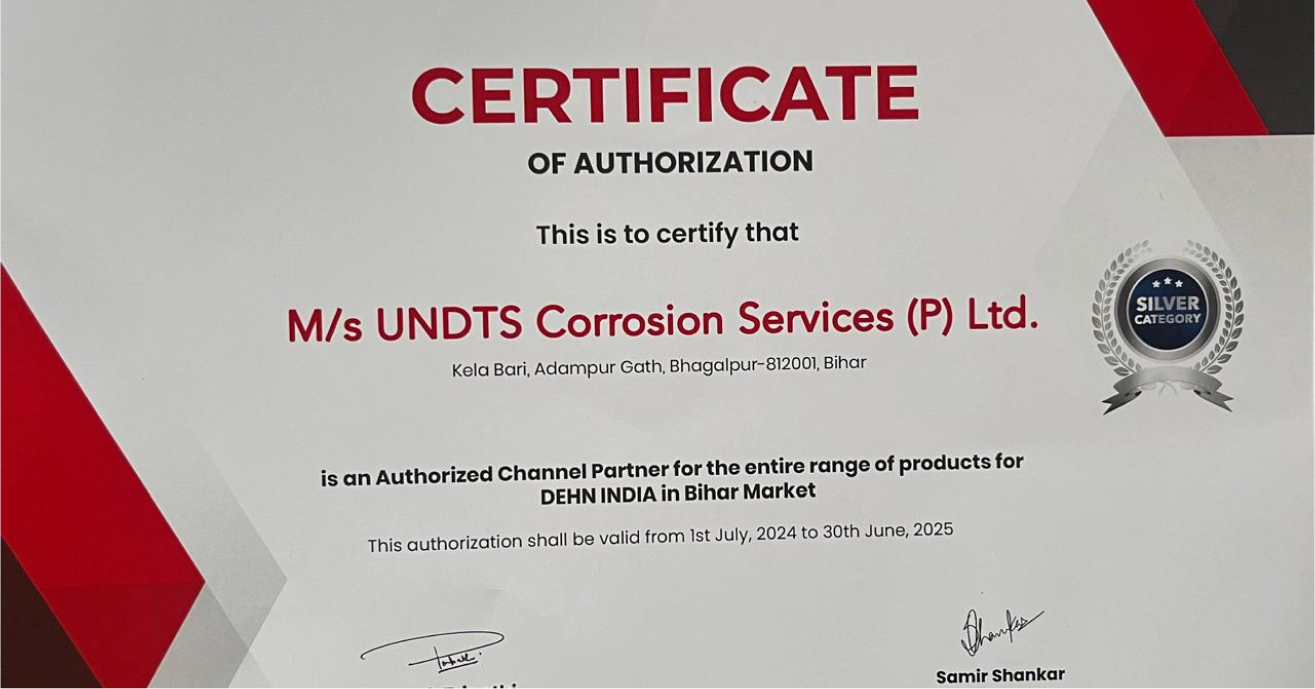 CERTIFICATE
OF AUTHORIZATION
This is to certify that
M/s UNDTS Corrosion Services (P) Ltd.
Kela Bari, Adampur Gath, Bhagalpur-812001, Bihar
SILVER
CATEGORY
is an Authorized Channel Partner for the entire range of products for
DEHN INDIA in Bihar Market
This authorization shall be valid from 1st July, 2024 to 30th June, 2025
Shankar
Samir Shankar